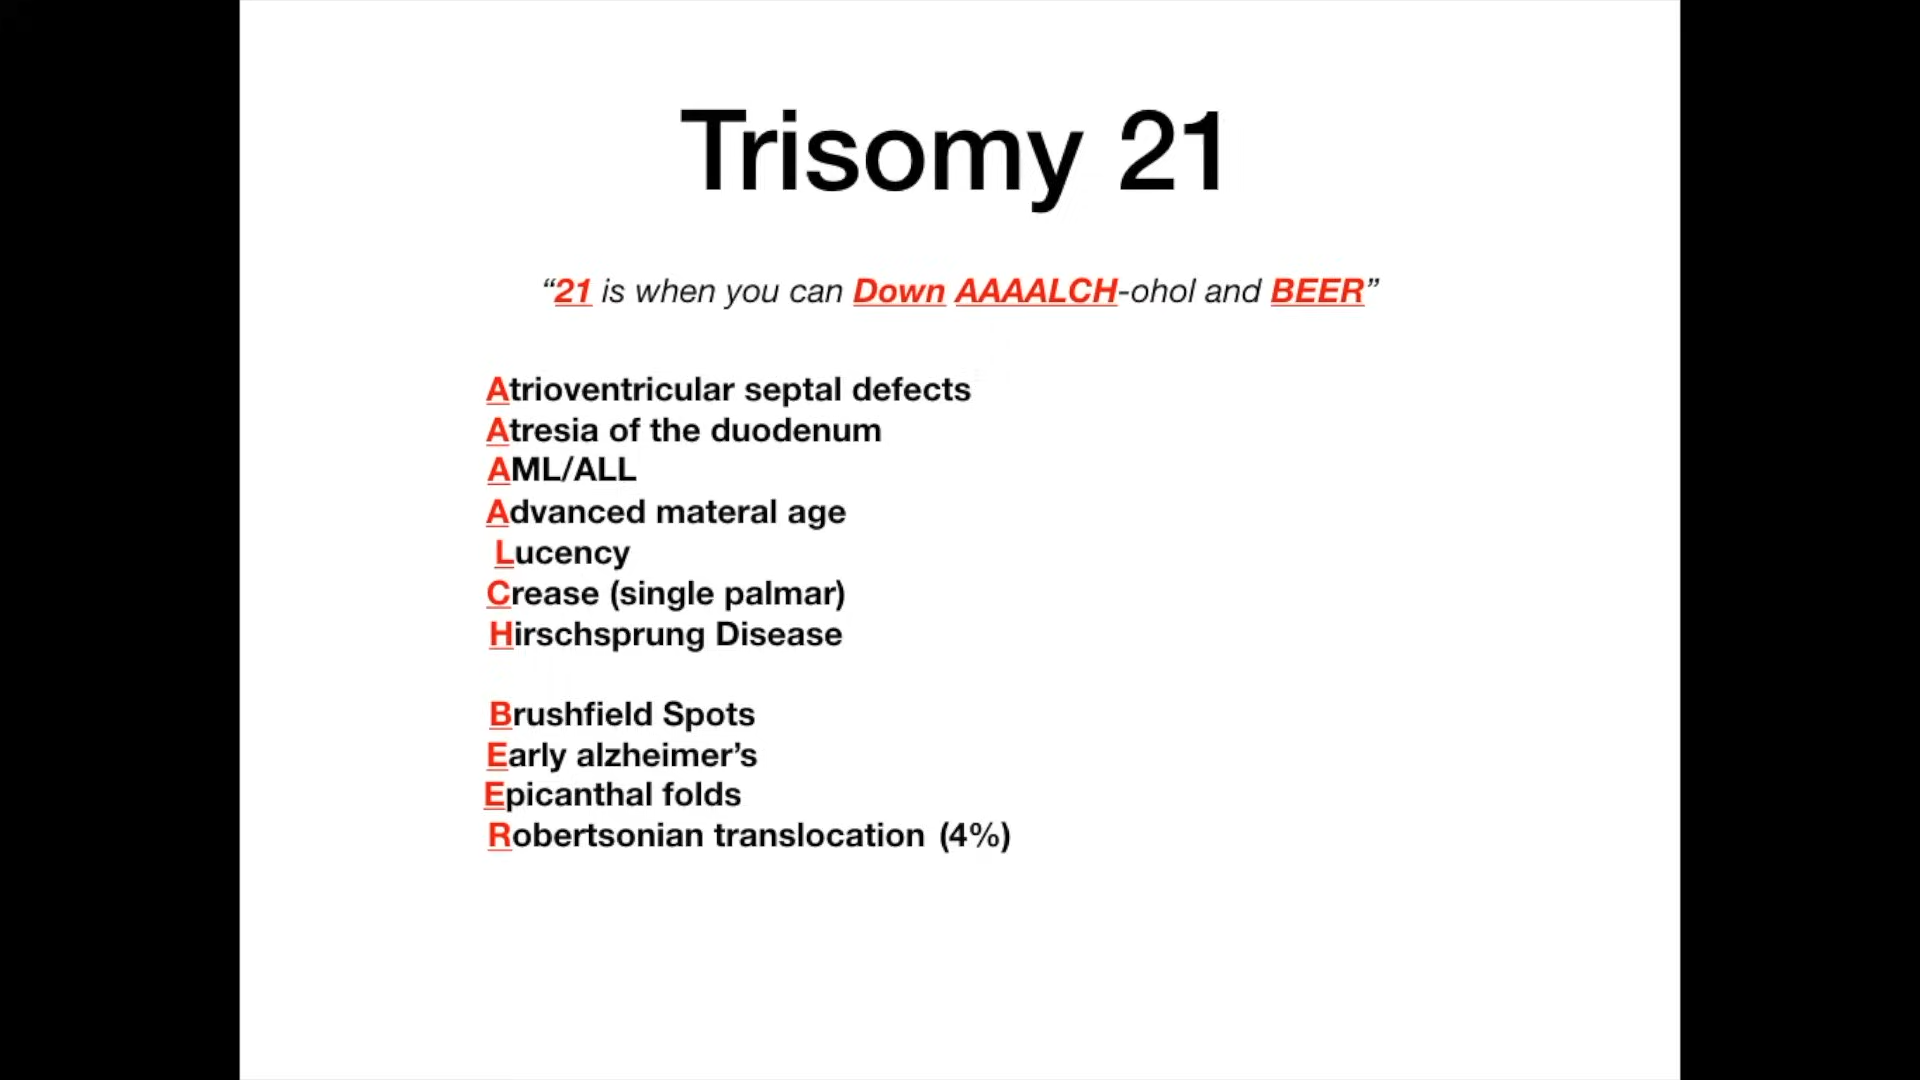 Trisomy 21
“21 is when you can Down AAAALCH-ohol and BEER”
Atrioventricular septal defects
Atresia of the duodenum
AML/ALL
Advanced materal age
Lucency
Crease (single palmar)
Hirschsprung Disease
Brushfield Spots
Early alzheimer’s
Epicanthal folds
Robertsonian translocation (4%)